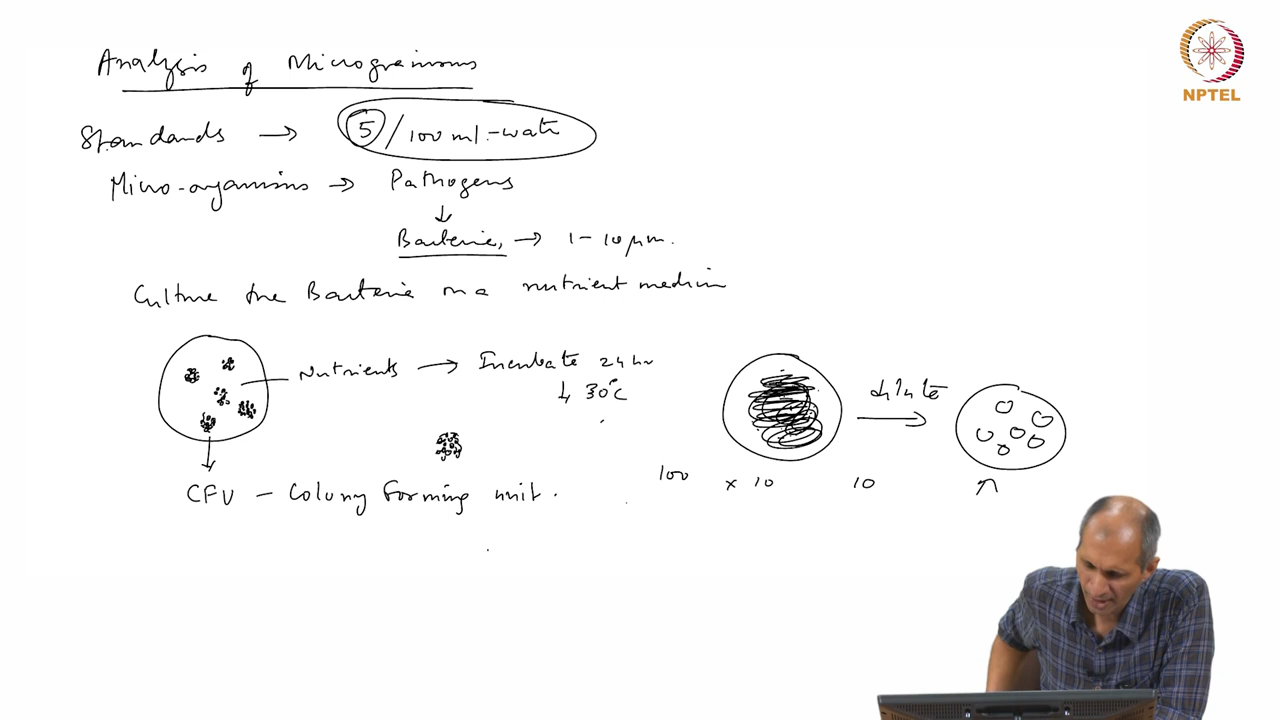 Analysis of Microganisms
NPTEL
Standards → 5/100 ml-water
Micro-organisms → Pathogens
Bacteria, → 1-10 μm.
Culture the Bacteria on a nutrient medium
Nutrients → Incubate 24 hr
↳ 30°C
dilute
CFU - Colony forming unit.
100 x 10 10